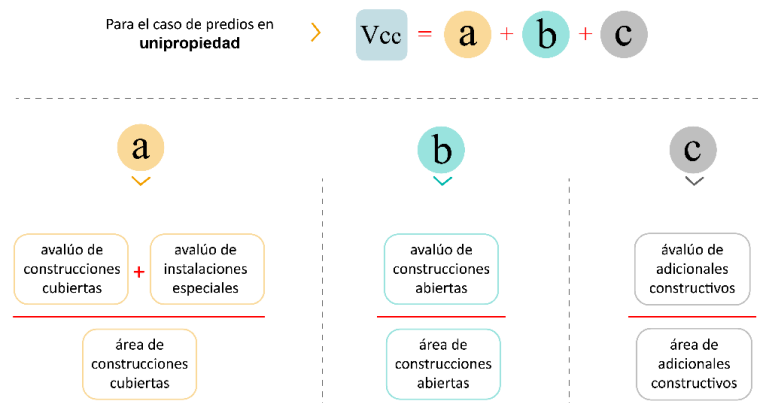 Para el caso de predios en
unipropiedad
Vcc = a + b + c
a
b
c
avalúo de
construcciones
cubiertas
+
avalúo de
instalaciones
especiales
área de
construcciones
cubiertas
avalúo de
construcciones
abiertas
área de
construcciones
abiertas
ávalúo de
adicionales
constructivos
área de
adicionales
constructivos